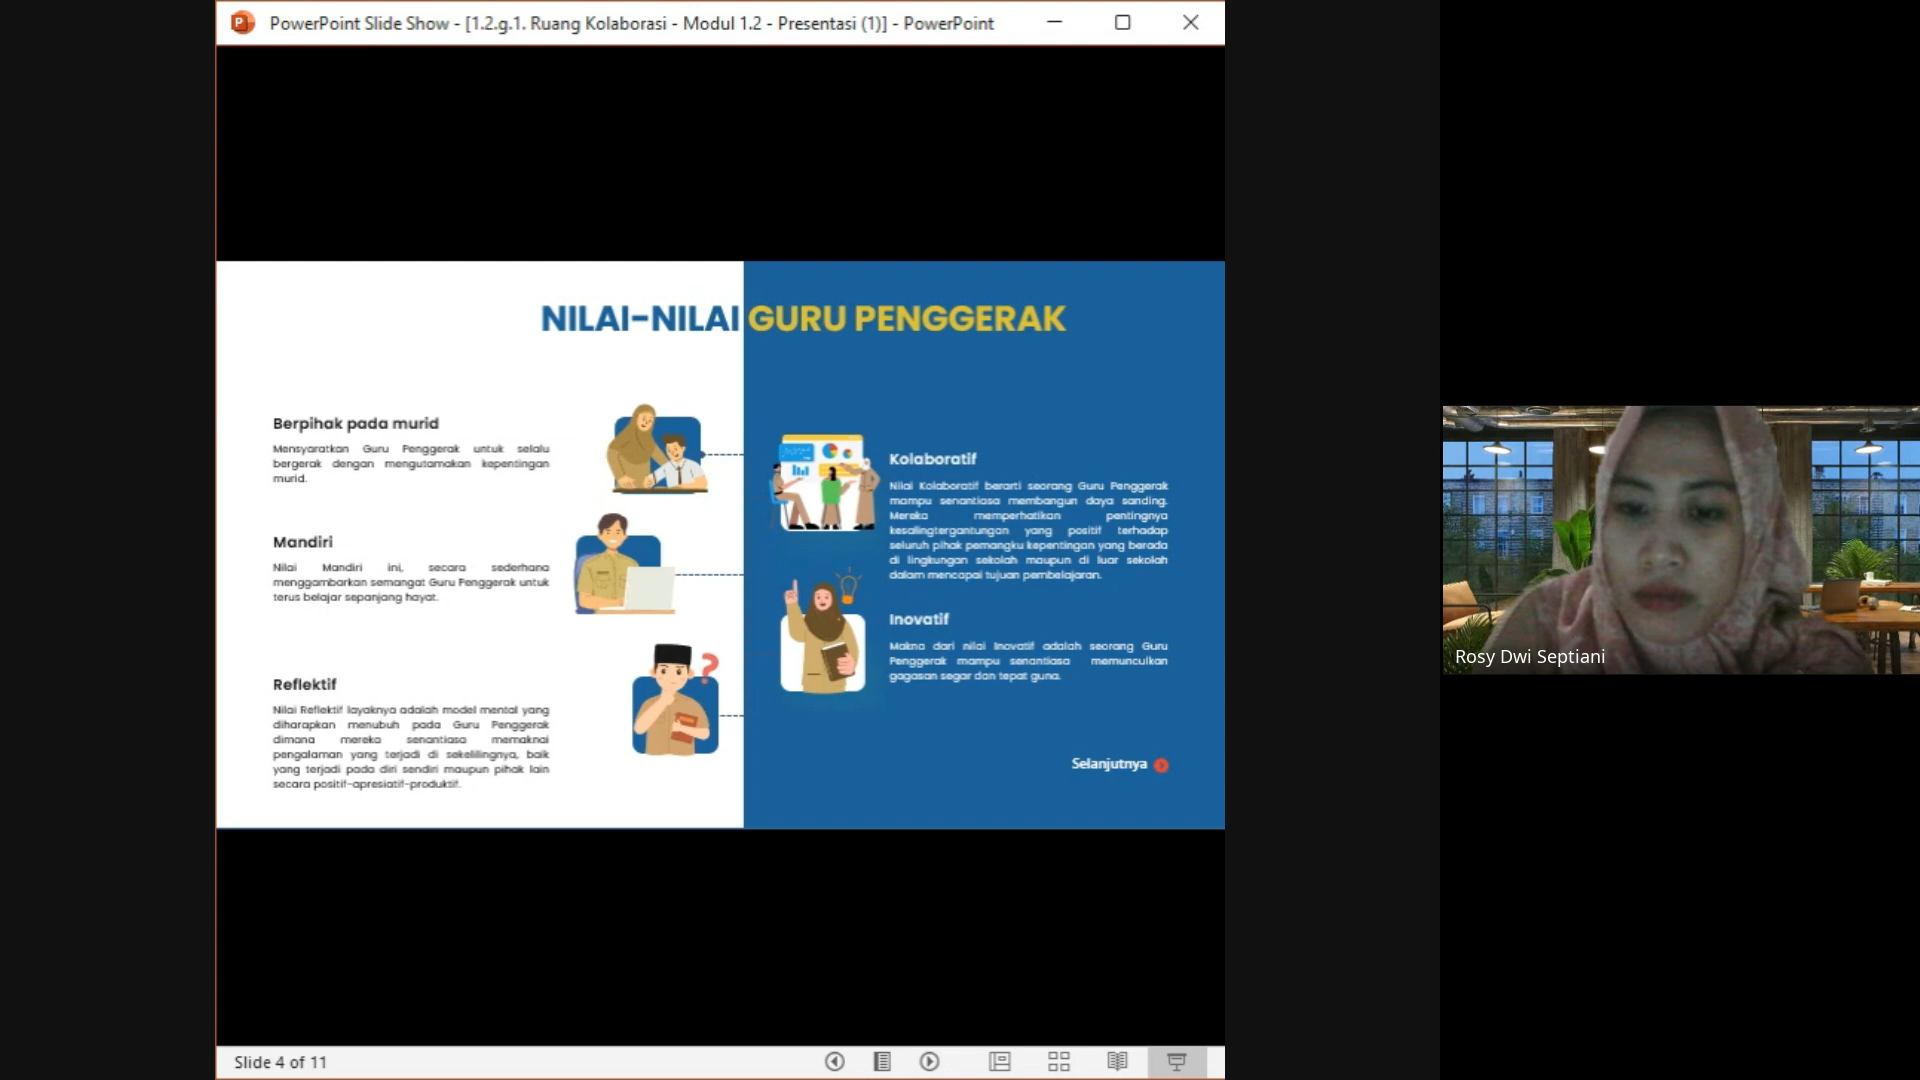 PowerPoint Slide Show - [1.2.g.1. Ruang Kolaborasi - Modul 1.2 - Presentasi (1)] - PowerPoint
NILAI-NILAI GURU PENGGERAK
Berpihak pada murid
Mensyaratkan Guru Penggerak untuk selalu
bergerak dengan mengutamakan kepentingan
murid.
Mandiri
Nilai Mandiri ini, secara sederhana
menggambarkan semangat Guru Penggerak untuk
terus belajar sepanjang hayat.
Reflektif
Nilai Reflektif layaknya adalah model mental yang
diharapkan menubuh pada Guru Penggerak
dimana mereka senantiasa memaknai
pengalaman yang terjadi di sekelilingnya, baik
yang terjadi pada diri sendiri maupun pihak lain
secara positif-apresiatif-produktif.
Kolaboratif
Nilai Kolaboratif berarti seorang Guru Penggerak
mampu senantiasa membangun daya sanding.
Mereka memperhatikan pentingnya
kesalingtergantungan yang positif terhadap
seluruh pihak pemangku kepentingan yang berada
di lingkungan sekolah maupun di luar sekolah
dalam mencapai tujuan pembelajaran.
Inovatif
Makna dari nilai Inovatif adalah seorang Guru
Penggerak mampu senantiasa memunculkan
gagasan segar dan tepat guna.
Selanjutnya
Rosy Dwi Septiani
Slide 4 of 11